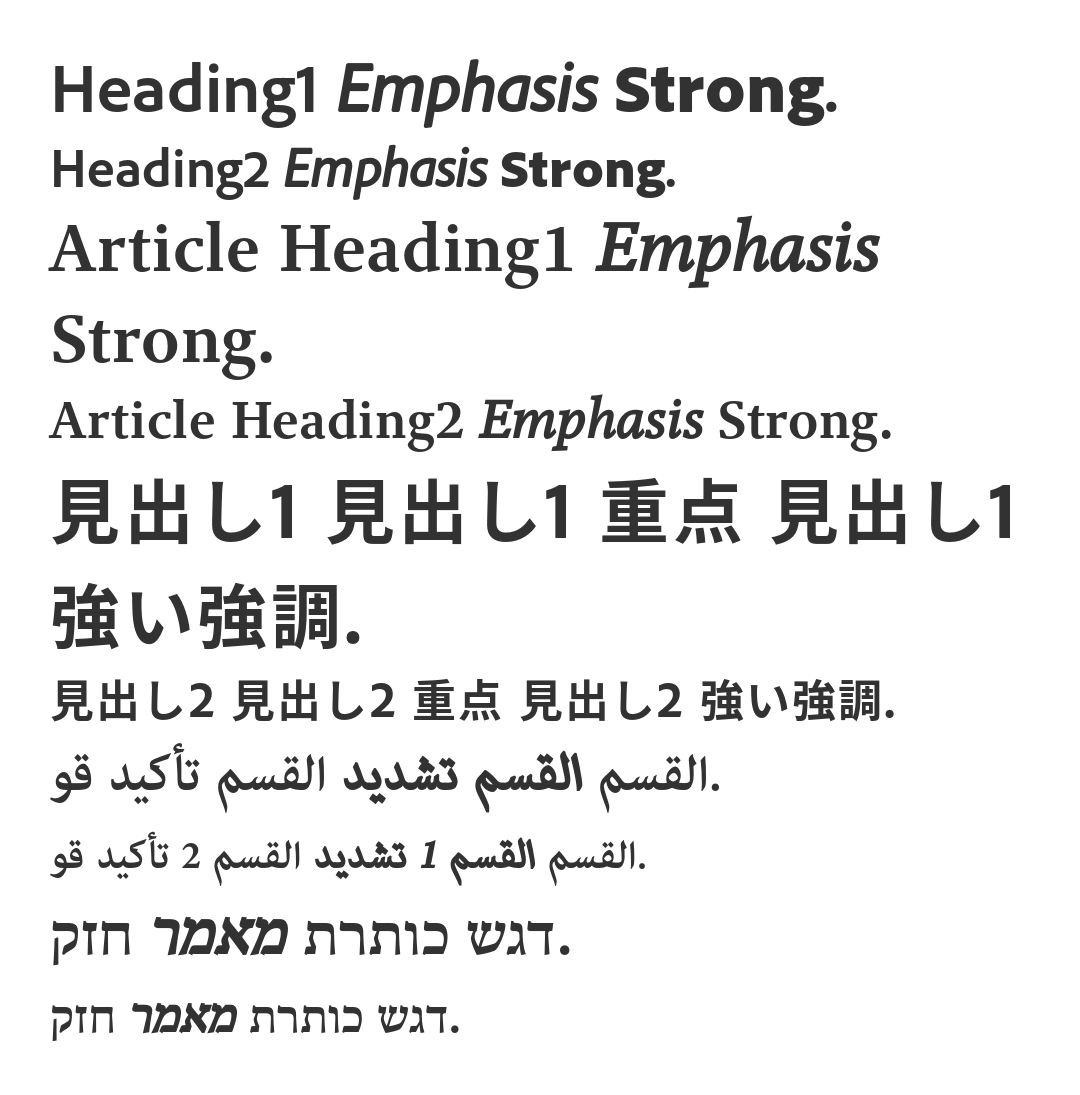 Heading1 Emphasis Strong.
Heading2 Emphasis Strong.
Article Heading1 Emphasis
Strong.
Article Heading2 Emphasis Strong.
見出し1 見出し1 重点 見出し1
強い強調.
見出し2 見出し2 重点 見出し2 強い強調.
القسم القسم تشديد القسم تأكيد قو.
القسم القسم 1 تشديد القسم 2 تأكيد قو.
דגש כותרת מאמר חזק.
דגש כותרת מאמר חזק.